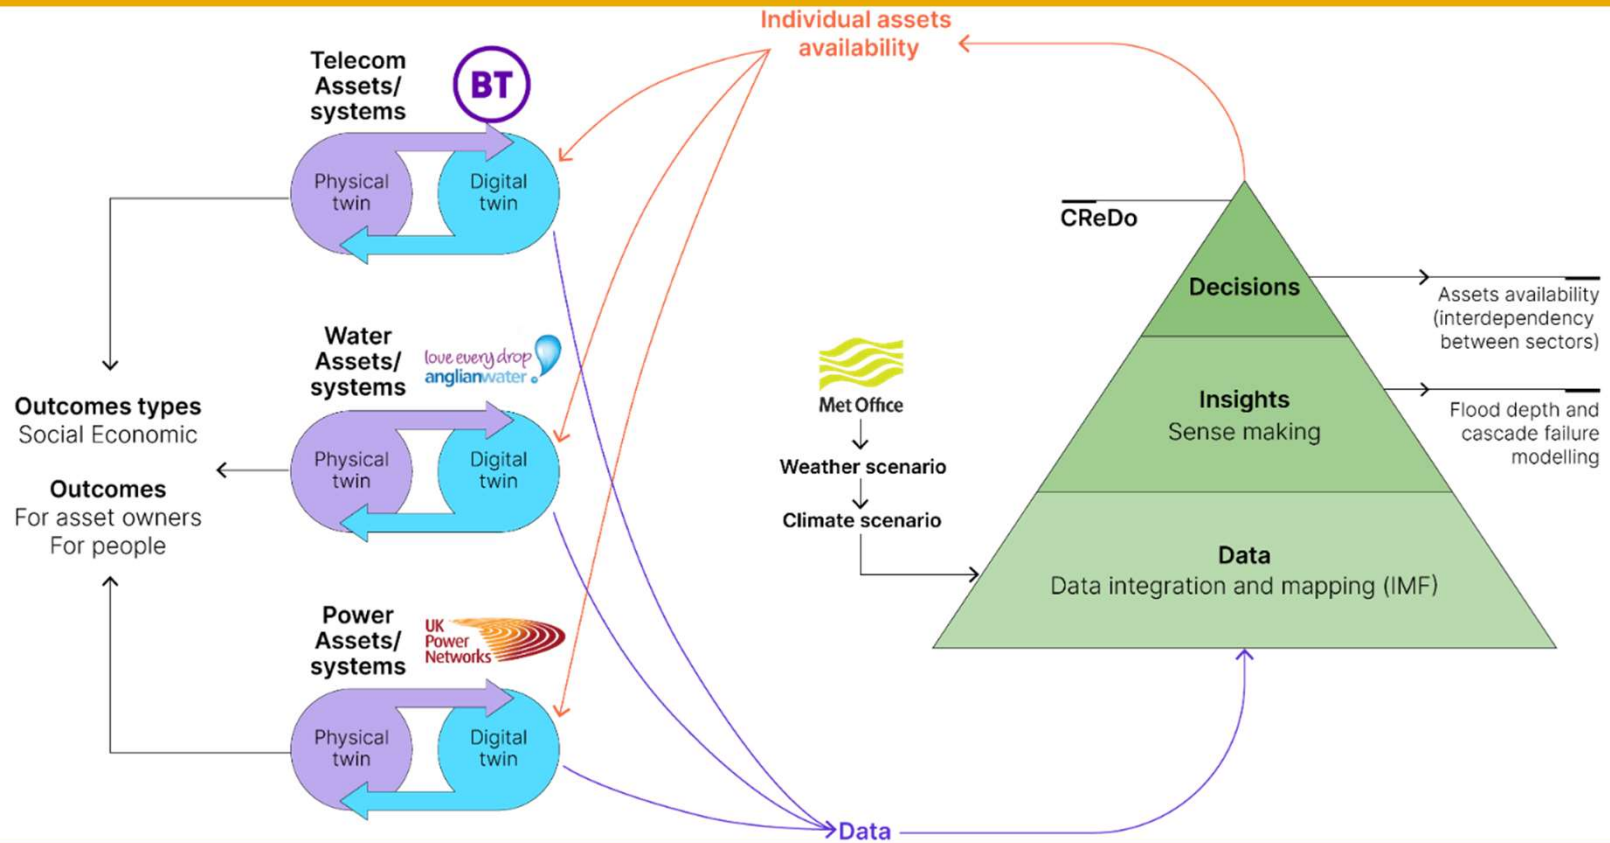 Individual assets
availability
Telecom
Assets/
systems
BT
Physical
twin
Digital
twin
Water
Assets/
systems
love every drop
anglianwater
Physical
twin
Digital
twin
Power
Assets/
systems
UK
Power
Networks
Physical
twin
Digital
twin
Outcomes types
Social Economic
Outcomes
For asset owners
For people
Met Office
Weather scenario
Climate scenario
CReDo
Decisions
Insights
Sense making
Data
Data integration and mapping (IMF)
Assets availability
(interdependency
between sectors)
Flood depth and
cascade failure
modelling
Data